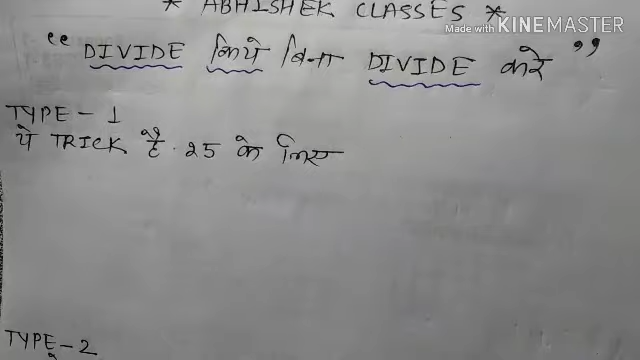 * ABHISHEK CLASSES *
Made with KINEMASTER
“ DIVIDE किये बिना DIVIDE करे ”
TYPE - 1
ये TRICK है . 25 के लिए
TYPE - 2